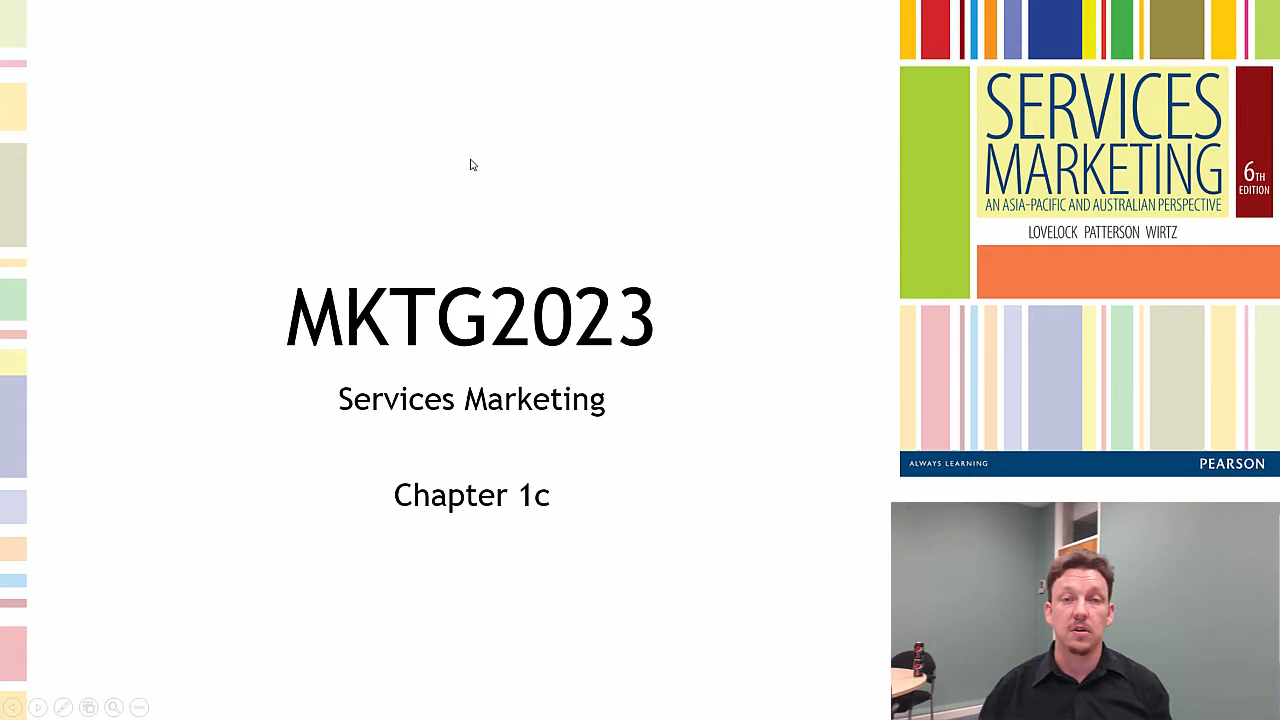 MKTG2023
Services Marketing
Chapter 1c
SERVICES
MARKETING
AN ASIA-PACIFIC AND AUSTRALIAN PERSPECTIVE
6TH
EDITION
LOVELOCK PATTERSON WIRTZ
ALWAYS LEARNING
PEARSON